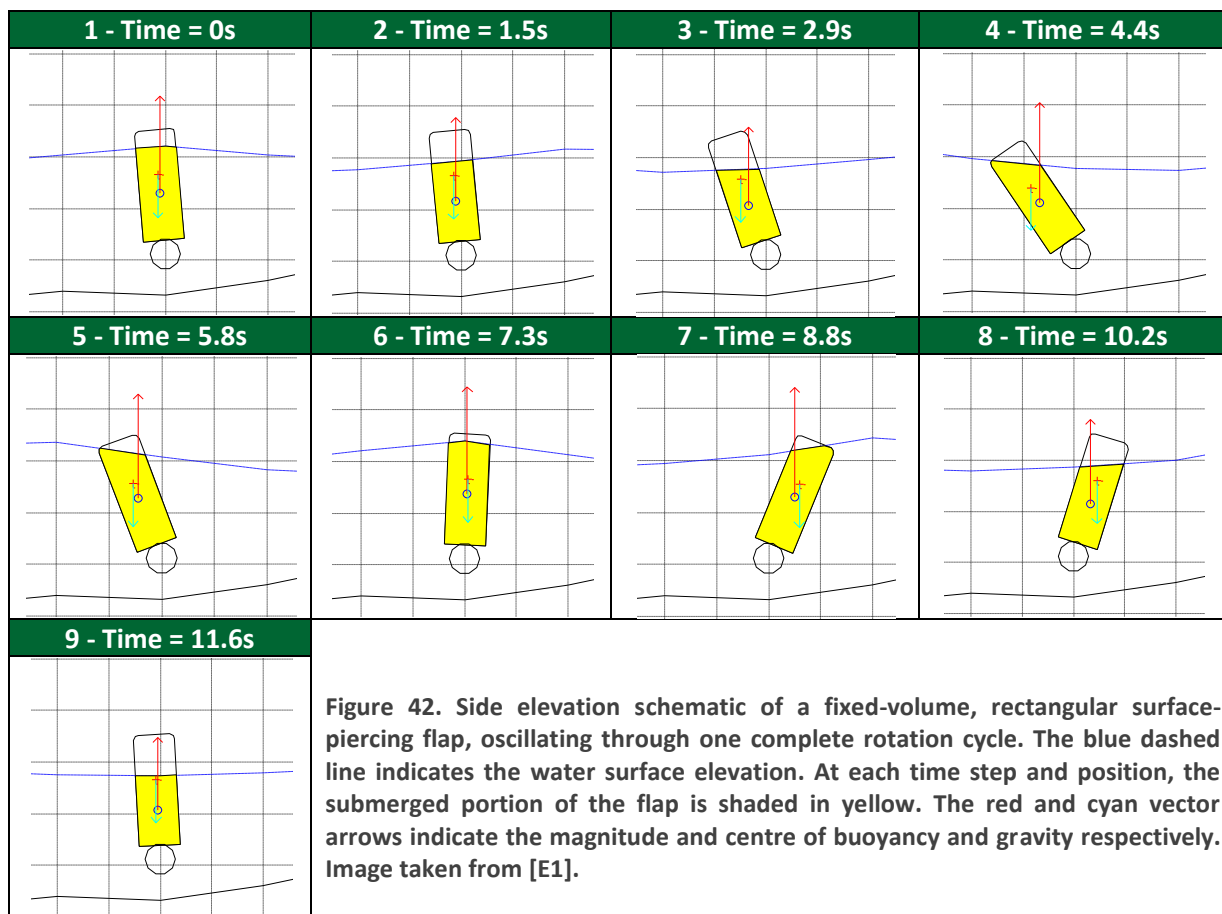 1 - Time = 0s
2 - Time = 1.5s
3 - Time = 2.9s
4 - Time = 4.4s
5 - Time = 5.8s
6 - Time = 7.3s
7 - Time = 8.8s
8 - Time = 10.2s
9 - Time = 11.6s
Figure 42. Side elevation schematic of a fixed-volume, rectangular surface-
piercing flap, oscillating through one complete rotation cycle. The blue dashed
line indicates the water surface elevation. At each time step and position, the
submerged portion of the flap is shaded in yellow. The red and cyan vector
arrows indicate the magnitude and centre of buoyancy and gravity respectively.
Image taken from [E1].